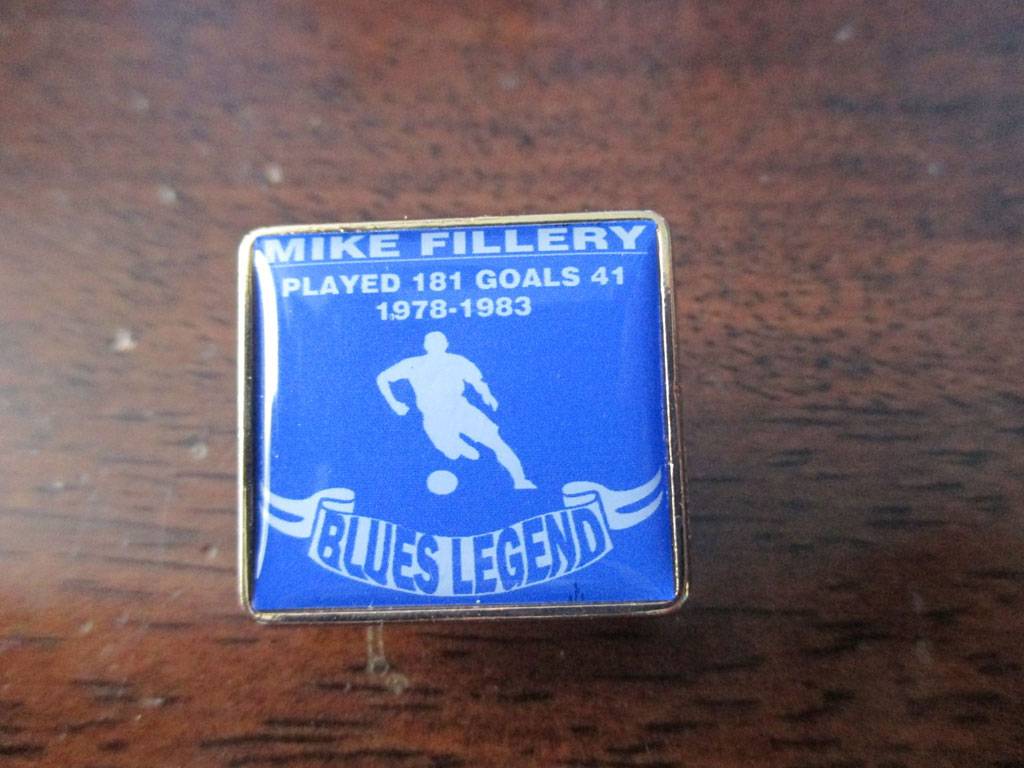 MIKE FILLERY
PLAYED 181 GOALS 41
1978-1983
BLUES LEGEND